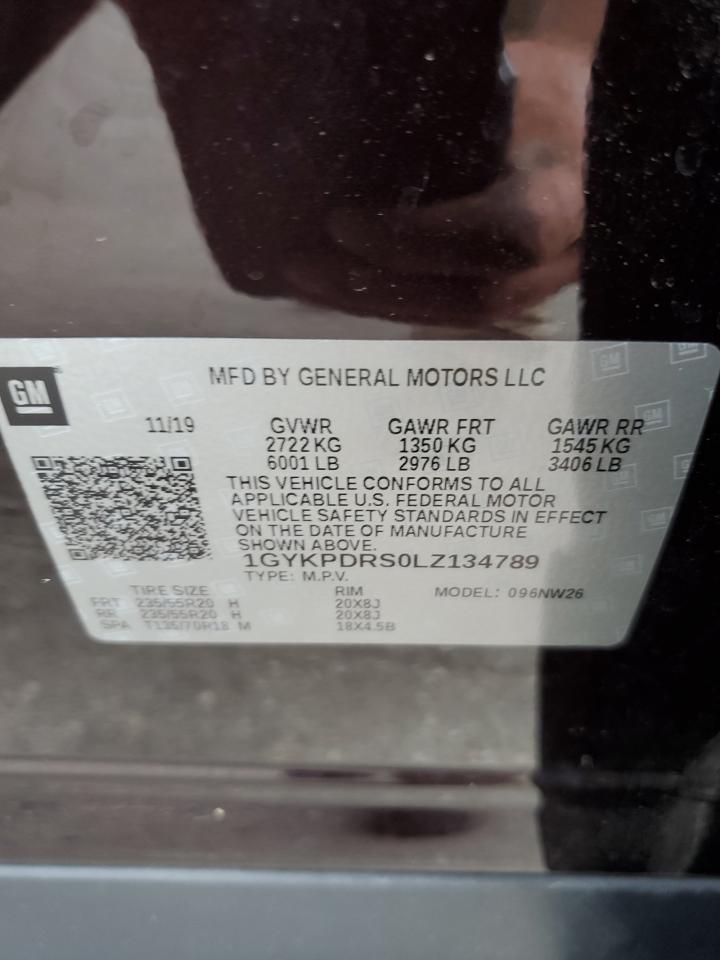 GM
MFD BY GENERAL MOTORS LLC
11/19 GVWR GAWR FRT GAWR RR
2722 KG 1350 KG 1545 KG
6001 LB 2976 LB 3406 LB
THIS VEHICLE CONFORMS TO ALL
APPLICABLE U.S. FEDERAL MOTOR
VEHICLE SAFETY STANDARDS IN EFFECT
ON THE DATE OF MANUFACTURE
SHOWN ABOVE.
1GYKPDRS0LZ134789
TYPE: M.P.V.
TIRE SIZE RIM MODEL: 096NW26
FRT 235/55R20 H 20X8J
RR 235/55R20 H 20X8J
SPA T135/70R18 M 18X4.5B